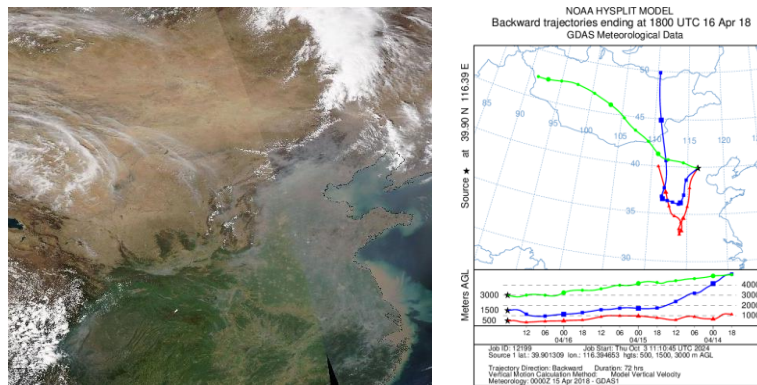 NOAA HYSPLIT MODEL
Backward trajectories ending at 1800 UTC 16 Apr 18
GDAS Meteorological Data
Source ★ at 39.90 N 116.39 E
50
45
40
35
30
85
90
95
100
105
110
115
120
Meters AGL
3000
1500
500
4000
3000
2000
1000
12 06 00 18 12 06 00 18 12 06 00 18
04/16 04/15 04/14
Job ID: 12199 Job Start: Thu Oct 3 11:10:45 UTC 2024
Source 1 lat.: 39.901309 lon.: 116.394653 hgts: 500, 1500, 3000 m AGL
Trajectory Direction: Backward Duration: 72 hrs
Vertical Motion Calculation Method: Model Vertical Velocity
Meteorology: 0000Z 15 Apr 2018 - GDAS1